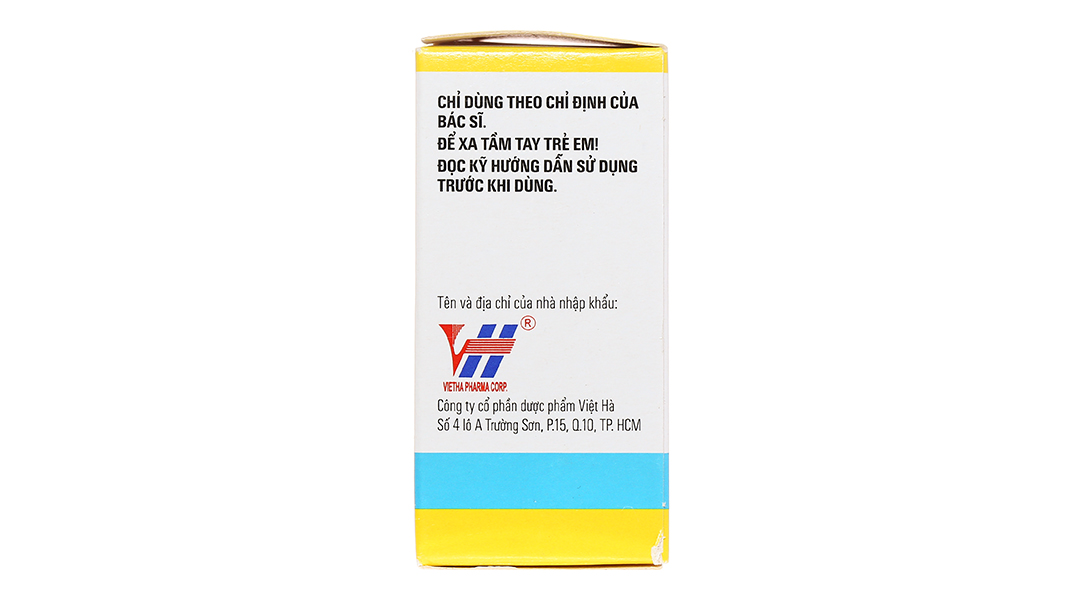 CHỈ DÙNG THEO CHỈ ĐỊNH CỦA
BÁC SĨ.
ĐỂ XA TẦM TAY TRẺ EM!
ĐỌC KỸ HƯỚNG DẪN SỬ DỤNG
TRƯỚC KHI DÙNG.
Tên và địa chỉ của nhà nhập khẩu:
VH®
VIETHA PHARMA CORP.
Công ty cổ phần dược phẩm Việt Hà
Số 4 lô A Trường Sơn, P.15, Q.10, TP. HCM